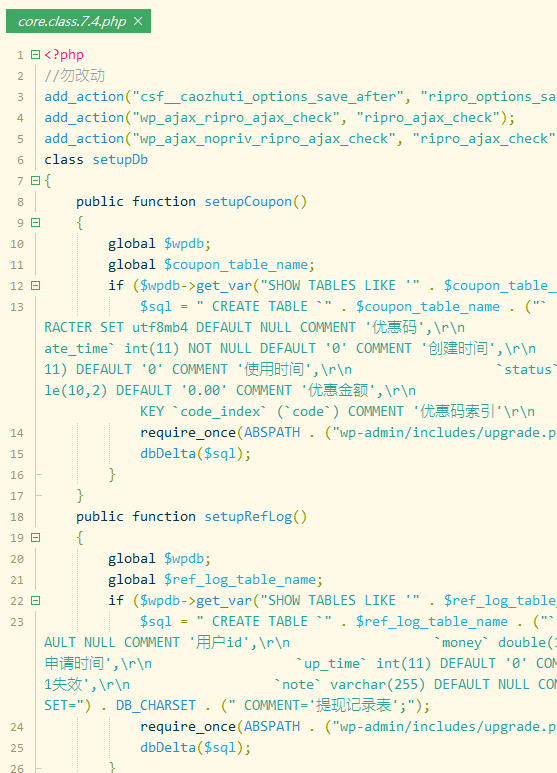 core.class.7.4.php ×
1 <?php
2 //勿改动
3 add_action("csf__caozhuti_options_save_after", "ripro_options_sa
4 add_action("wp_ajax_ripro_ajax_check", "ripro_ajax_check");
5 add_action("wp_ajax_nopriv_ripro_ajax_check", "ripro_ajax_check"
6 class setupDb
7 {
8 public function setupCoupon()
9 {
10 global $wpdb;
11 global $coupon_table_name;
12 if ($wpdb->get_var("SHOW TABLES LIKE '" . $coupon_table_n
13 $sql = " CREATE TABLE `" . $coupon_table_name . ("`
RACTER SET utf8mb4 DEFAULT NULL COMMENT '优惠码',\r\n
ate_time` int(11) NOT NULL DEFAULT '0' COMMENT '创建时间',\r\n
11) DEFAULT '0' COMMENT '使用时间',\r\n `status`
le(10,2) DEFAULT '0.00' COMMENT '优惠金额',\r\n
KEY `code_index` (`code`) COMMENT '优惠码索引'\r\n
14 require_once(ABSPATH . ("wp-admin/includes/upgrade.p
15 dbDelta($sql);
16 }
17 }
18 public function setupRefLog()
19 {
20 global $wpdb;
21 global $ref_log_table_name;
22 if ($wpdb->get_var("SHOW TABLES LIKE '" . $ref_log_table_
23 $sql = " CREATE TABLE `" . $ref_log_table_name . ("`
AULT NULL COMMENT '用户id',\r\n `money` double(1
申请时间',\r\n `up_time` int(11) DEFAULT '0' COM
1失效',\r\n `note` varchar(255) DEFAULT NULL COM
SET=") . DB_CHARSET . (" COMMENT='提现记录表';");
24 require_once(ABSPATH . ("wp-admin/includes/upgrade.p
25 dbDelta($sql);
26 }